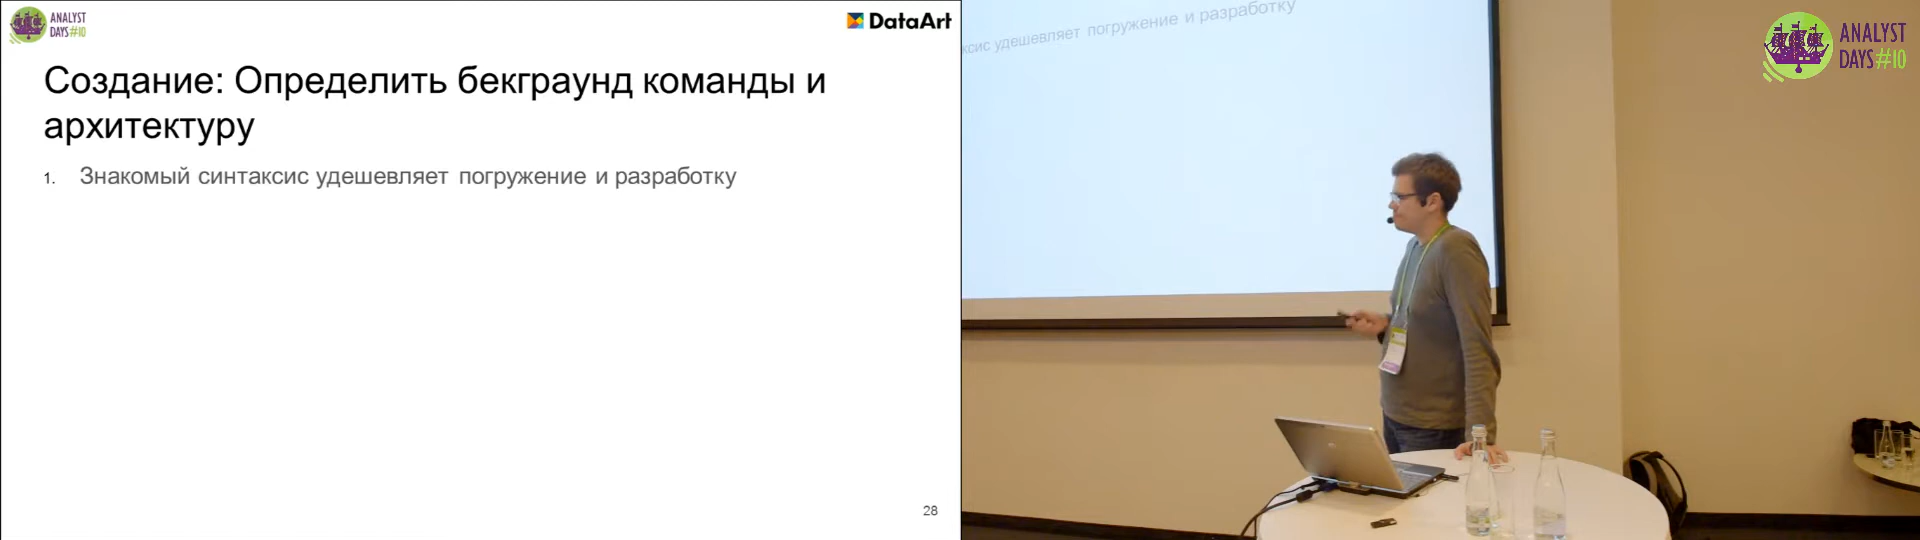 ANALYST
DAYS#10
DataArt
Создание: Определить бекграунд команды и
архитектуру
1. Знакомый синтаксис удешевляет погружение и разработку
28
ксис удешевляет погружение и разработку
ANALYST
DAYS#10